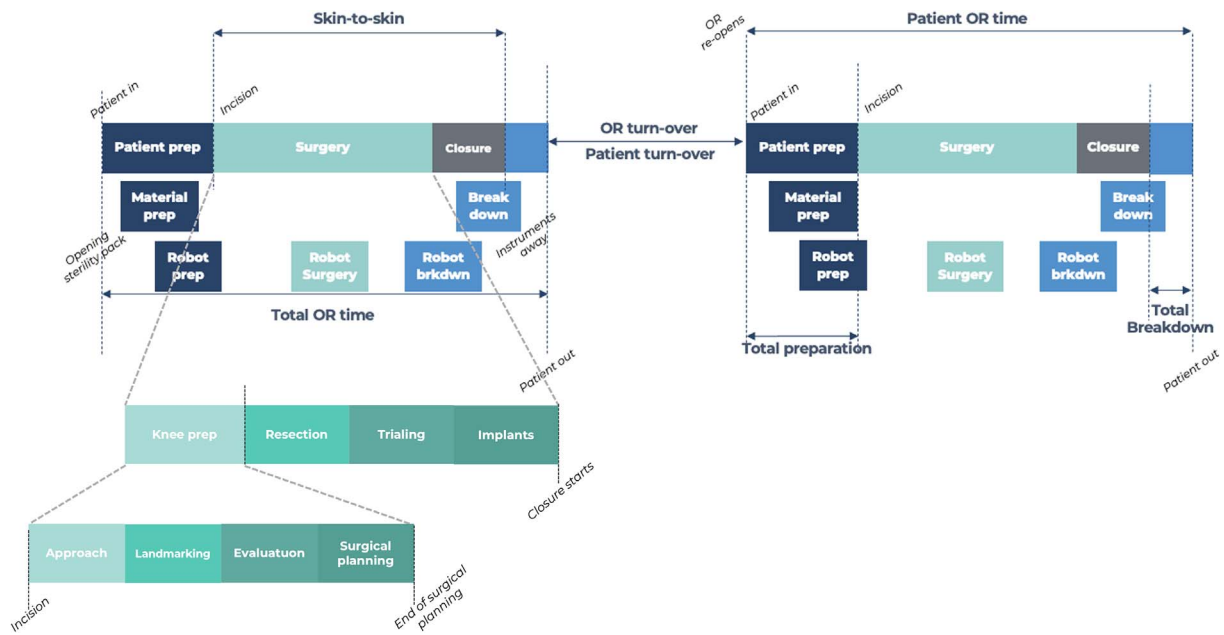 Skin-to-skin
OR
re-opens
Patient OR time
Patient in
Incision
Patient prep
Surgery
Closure
OR turn-over
Patient turn-over
Patient in
Incision
Patient prep
Surgery
Closure
Material
prep
Break
down
Material
prep
Break
down
Opening
sterility pack
Instruments
away
Robot
prep
Robot
Surgery
Robot
brkdwn
Robot
prep
Robot
Surgery
Robot
brkdwn
Total OR time
Total
Breakdown
Total preparation
Patient out
Patient out
Knee prep
Resection
Trialing
Implants
Closure starts
Approach
Landmarking
Evaluatuon
Surgical
planning
Incision
End of surgical
planning